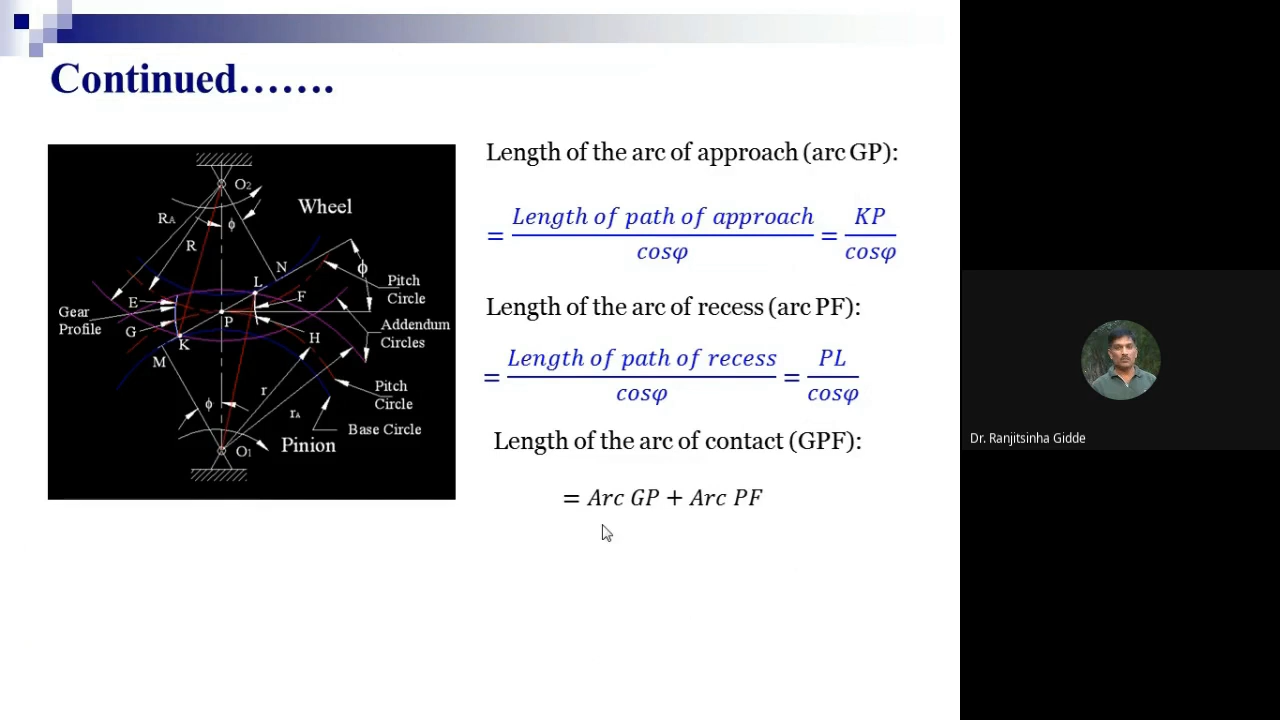 Continued…….
Length of the arc of approach (arc GP):
= Length of path of approach / cosφ = KP / cosφ
Length of the arc of recess (arc PF):
= Length of path of recess / cosφ = PL / cosφ
Length of the arc of contact (GPF):
= Arc GP + Arc PF
O2
Wheel
RA
ϕ
R
N
ϕ
L
Pitch
Circle
E
F
Gear
Profile
P
Addendum
Circles
G
H
K
M
r
Pitch
Circle
ϕ
rA
Base Circle
O1
Pinion
Dr. Ranjitsinha Gidde